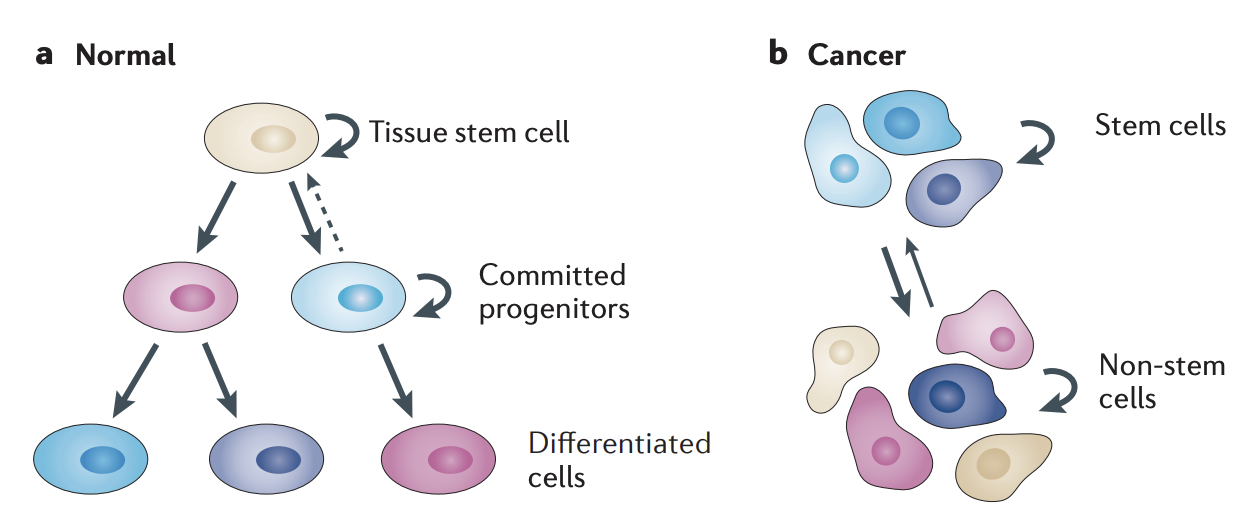 a Normal
Tissue stem cell
Committed
progenitors
Differentiated
cells
b Cancer
Stem cells
Non-stem
cells